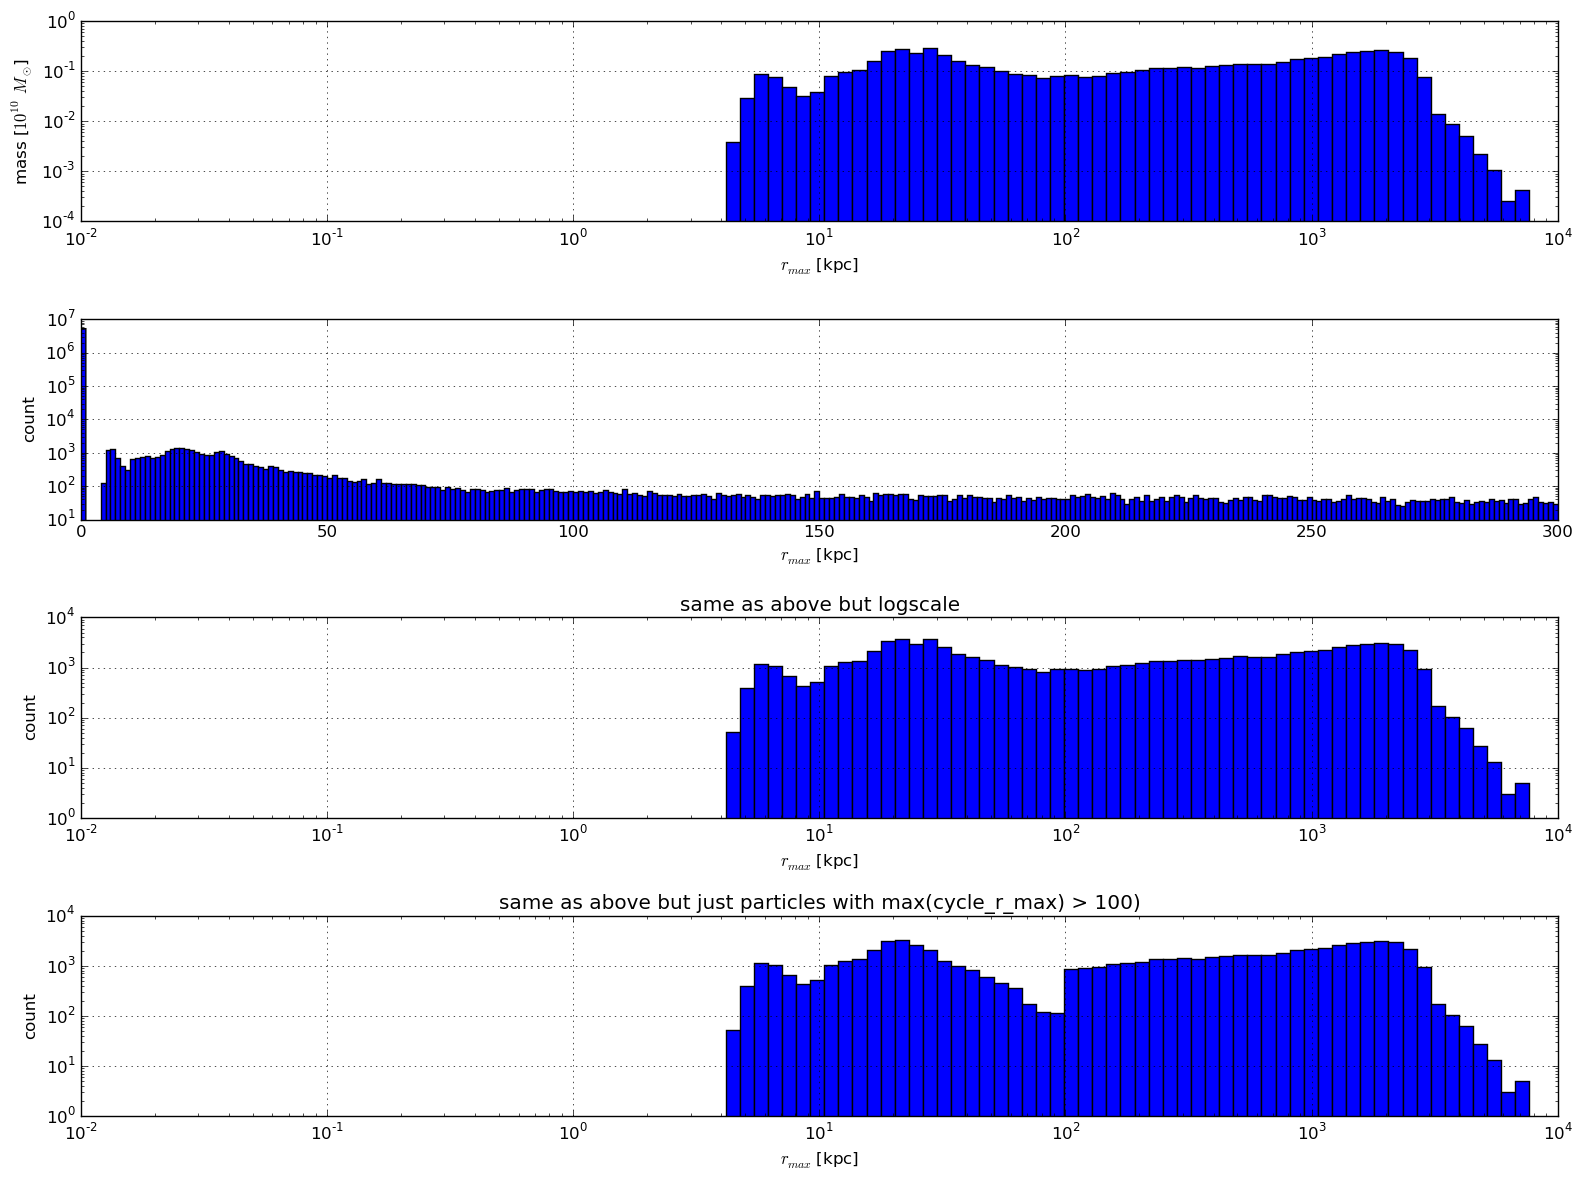 10^0
10^-1
10^-2
10^-3
10^-4
mass [10^10 M_⊙]
10^-2 10^-1 10^0 10^1 10^2 10^3 10^4
r_max [kpc]
10^7
10^6
10^5
10^4
10^3
10^2
10^1
count
0 50 100 150 200 250 300
r_max [kpc]
same as above but logscale
10^4
10^3
10^2
10^1
10^0
count
10^-2 10^-1 10^0 10^1 10^2 10^3 10^4
r_max [kpc]
same as above but just particles with max(cycle_r_max) > 100)
10^4
10^3
10^2
10^1
10^0
count
10^-2 10^-1 10^0 10^1 10^2 10^3 10^4
r_max [kpc]